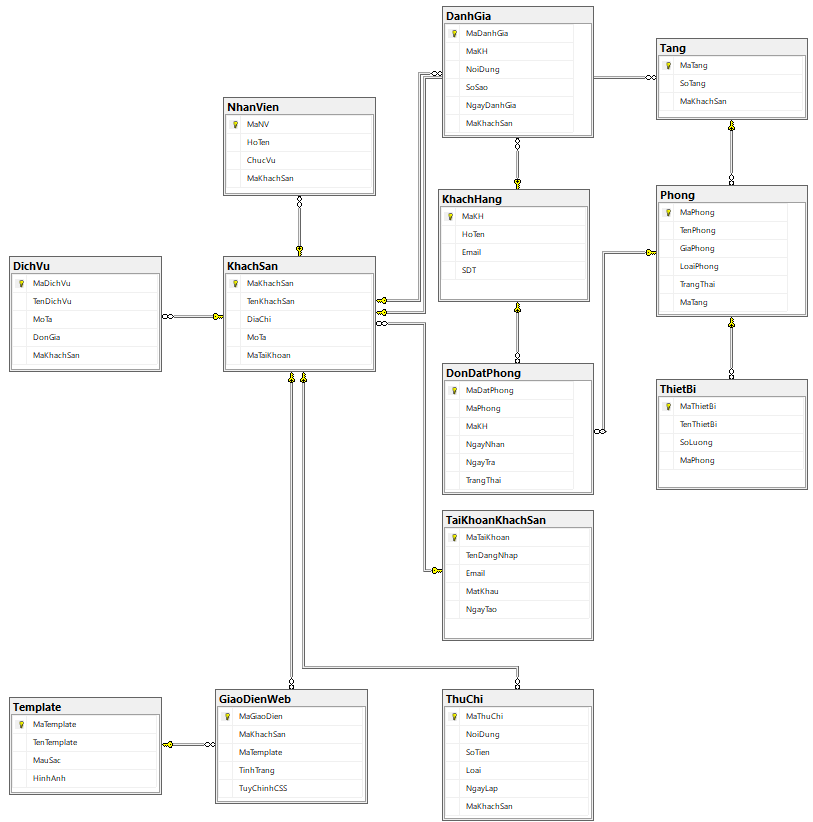 DanhGia
MaDanhGia
MaKH
NoiDung
SoSao
NgayDanhGia
MaKhachSan
Tang
MaTang
SoTang
MaKhachSan
NhanVien
MaNV
HoTen
ChucVu
MaKhachSan
KhachHang
MaKH
HoTen
Email
SDT
Phong
MaPhong
TenPhong
GiaPhong
LoaiPhong
TrangThai
MaTang
DichVu
MaDichVu
TenDichVu
MoTa
DonGia
MaKhachSan
KhachSan
MaKhachSan
TenKhachSan
DiaChi
MoTa
MaTaiKhoan
DonDatPhong
MaDatPhong
MaPhong
MaKH
NgayNhan
NgayTra
TrangThai
ThietBi
MaThietBi
TenThietBi
SoLuong
MaPhong
TaiKhoanKhachSan
MaTaiKhoan
TenDangNhap
Email
MatKhau
NgayTao
Template
MaTemplate
TenTemplate
MauSac
HinhAnh
GiaoDienWeb
MaGiaoDien
MaKhachSan
MaTemplate
TinhTrang
TuyChinhCSS
ThuChi
MaThuChi
NoiDung
SoTien
Loai
NgayLap
MaKhachSan